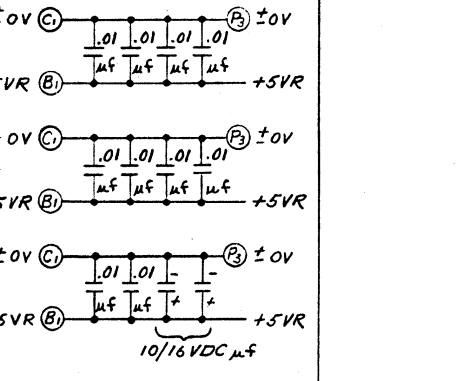 ±0V C1 P3 ±0V
.01 .01 .01 .01
µf µf µf µf
5VR B1 +5VR
0V C1 P3 ±0V
.01 .01 .01 .01
µf µf µf µf
5VR B1 +5VR
±0V C1 P3 ±0V
.01 .01 - -
µf µf + +
5VR B1 +5VR
10/16VDC µf